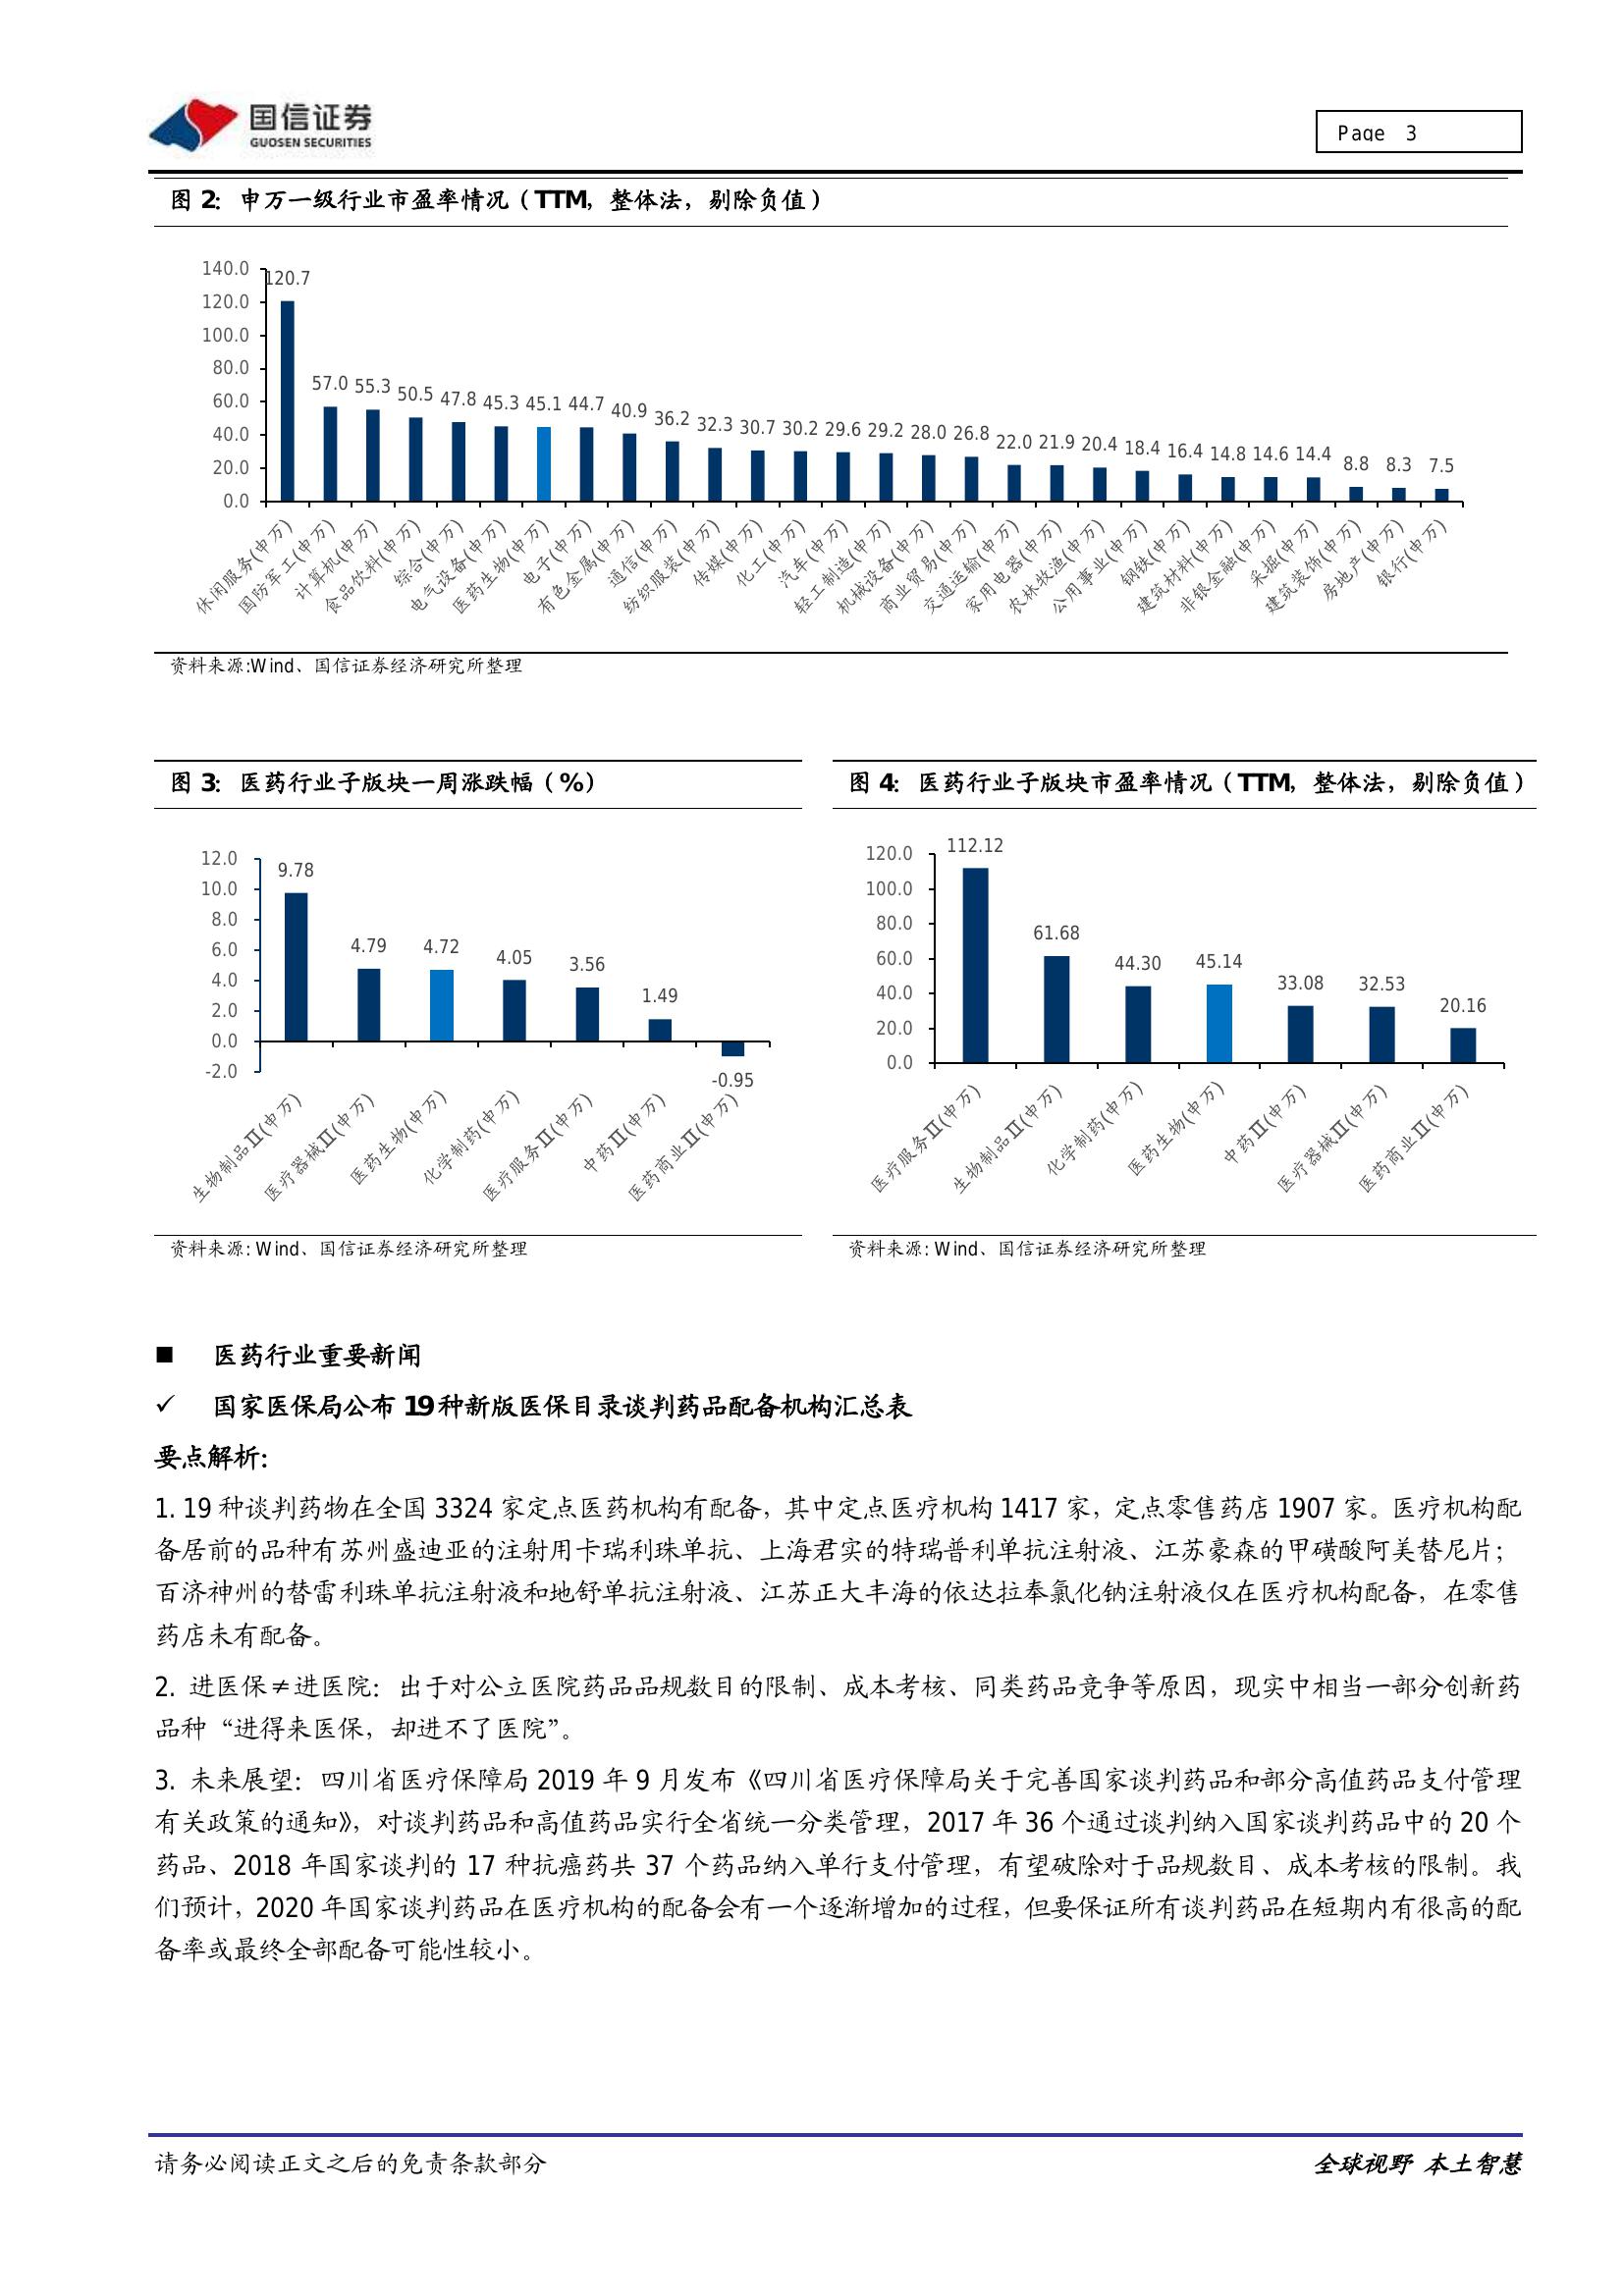 国信证券
GUOSEN SECURITIES
Page 3
图 2：申万一级行业市盈率情况（TTM，整体法，剔除负值）
140.0
120.0
100.0
80.0
60.0
40.0
20.0
0.0
120.7
57.0 55.3 50.5 47.8 45.3 45.1 44.7 40.9 36.2 32.3 30.7 30.2 29.6 29.2 28.0 26.8 22.0 21.9 20.4 18.4 16.4 14.8 14.6 14.4 8.8 8.3 7.5
休闲服务(申万)
国防军工(申万)
计算机(申万)
食品饮料(申万)
综合(申万)
电气设备(申万)
医药生物(申万)
电子(申万)
有色金属(申万)
通信(申万)
纺织服装(申万)
传媒(申万)
化工(申万)
汽车(申万)
轻工制造(申万)
机械设备(申万)
商业贸易(申万)
交通运输(申万)
家用电器(申万)
农林牧渔(申万)
公用事业(申万)
钢铁(申万)
建筑材料(申万)
非银金融(申万)
采掘(申万)
建筑装饰(申万)
房地产(申万)
银行(申万)
资料来源:Wind、国信证券经济研究所整理
图 3：医药行业子版块一周涨跌幅（%）
12.0
10.0
8.0
6.0
4.0
2.0
0.0
-2.0
9.78
4.79
4.72
4.05
3.56
1.49
-0.95
生物制品Ⅱ(申万)
医疗器械Ⅱ(申万)
医药生物(申万)
化学制药(申万)
医疗服务Ⅱ(申万)
中药Ⅱ(申万)
医药商业Ⅱ(申万)
资料来源: Wind、国信证券经济研究所整理
图 4：医药行业子版块市盈率情况（TTM，整体法，剔除负值）
120.0
100.0
80.0
60.0
40.0
20.0
0.0
112.12
61.68
44.30
45.14
33.08
32.53
20.16
医疗服务Ⅱ(申万)
生物制品Ⅱ(申万)
化学制药(申万)
医药生物(申万)
中药Ⅱ(申万)
医疗器械Ⅱ(申万)
医药商业Ⅱ(申万)
资料来源: Wind、国信证券经济研究所整理
■ 医药行业重要新闻
✓ 国家医保局公布 19 种新版医保目录谈判药品配备机构汇总表
要点解析：
1. 19 种谈判药物在全国 3324 家定点医药机构有配备，其中定点医疗机构 1417 家，定点零售药店 1907 家。医疗机构配
备居前的品种有苏州盛迪亚的注射用卡瑞利珠单抗、上海君实的特瑞普利单抗注射液、江苏豪森的甲磺酸阿美替尼片；
百济神州的替雷利珠单抗注射液和地舒单抗注射液、江苏正大丰海的依达拉奉氯化钠注射液仅在医疗机构配备，在零售
药店未有配备。
2. 进医保≠进医院：出于对公立医院药品品规数目的限制、成本考核、同类药品竞争等原因，现实中相当一部分创新药
品种“进得来医保，却进不了医院”。
3. 未来展望：四川省医疗保障局 2019 年 9 月发布《四川省医疗保障局关于完善国家谈判药品和部分高值药品支付管理
有关政策的通知》，对谈判药品和高值药品实行全省统一分类管理，2017 年 36 个通过谈判纳入国家谈判药品中的 20 个
药品、2018 年国家谈判的 17 种抗癌药共 37 个药品纳入单行支付管理，有望破除对于品规数目、成本考核的限制。我
们预计，2020 年国家谈判药品在医疗机构的配备会有一个逐渐增加的过程，但要保证所有谈判药品在短期内有很高的配
备率或最终全部配备可能性较小。
请务必阅读正文之后的免责条款部分
全球视野 本土智慧